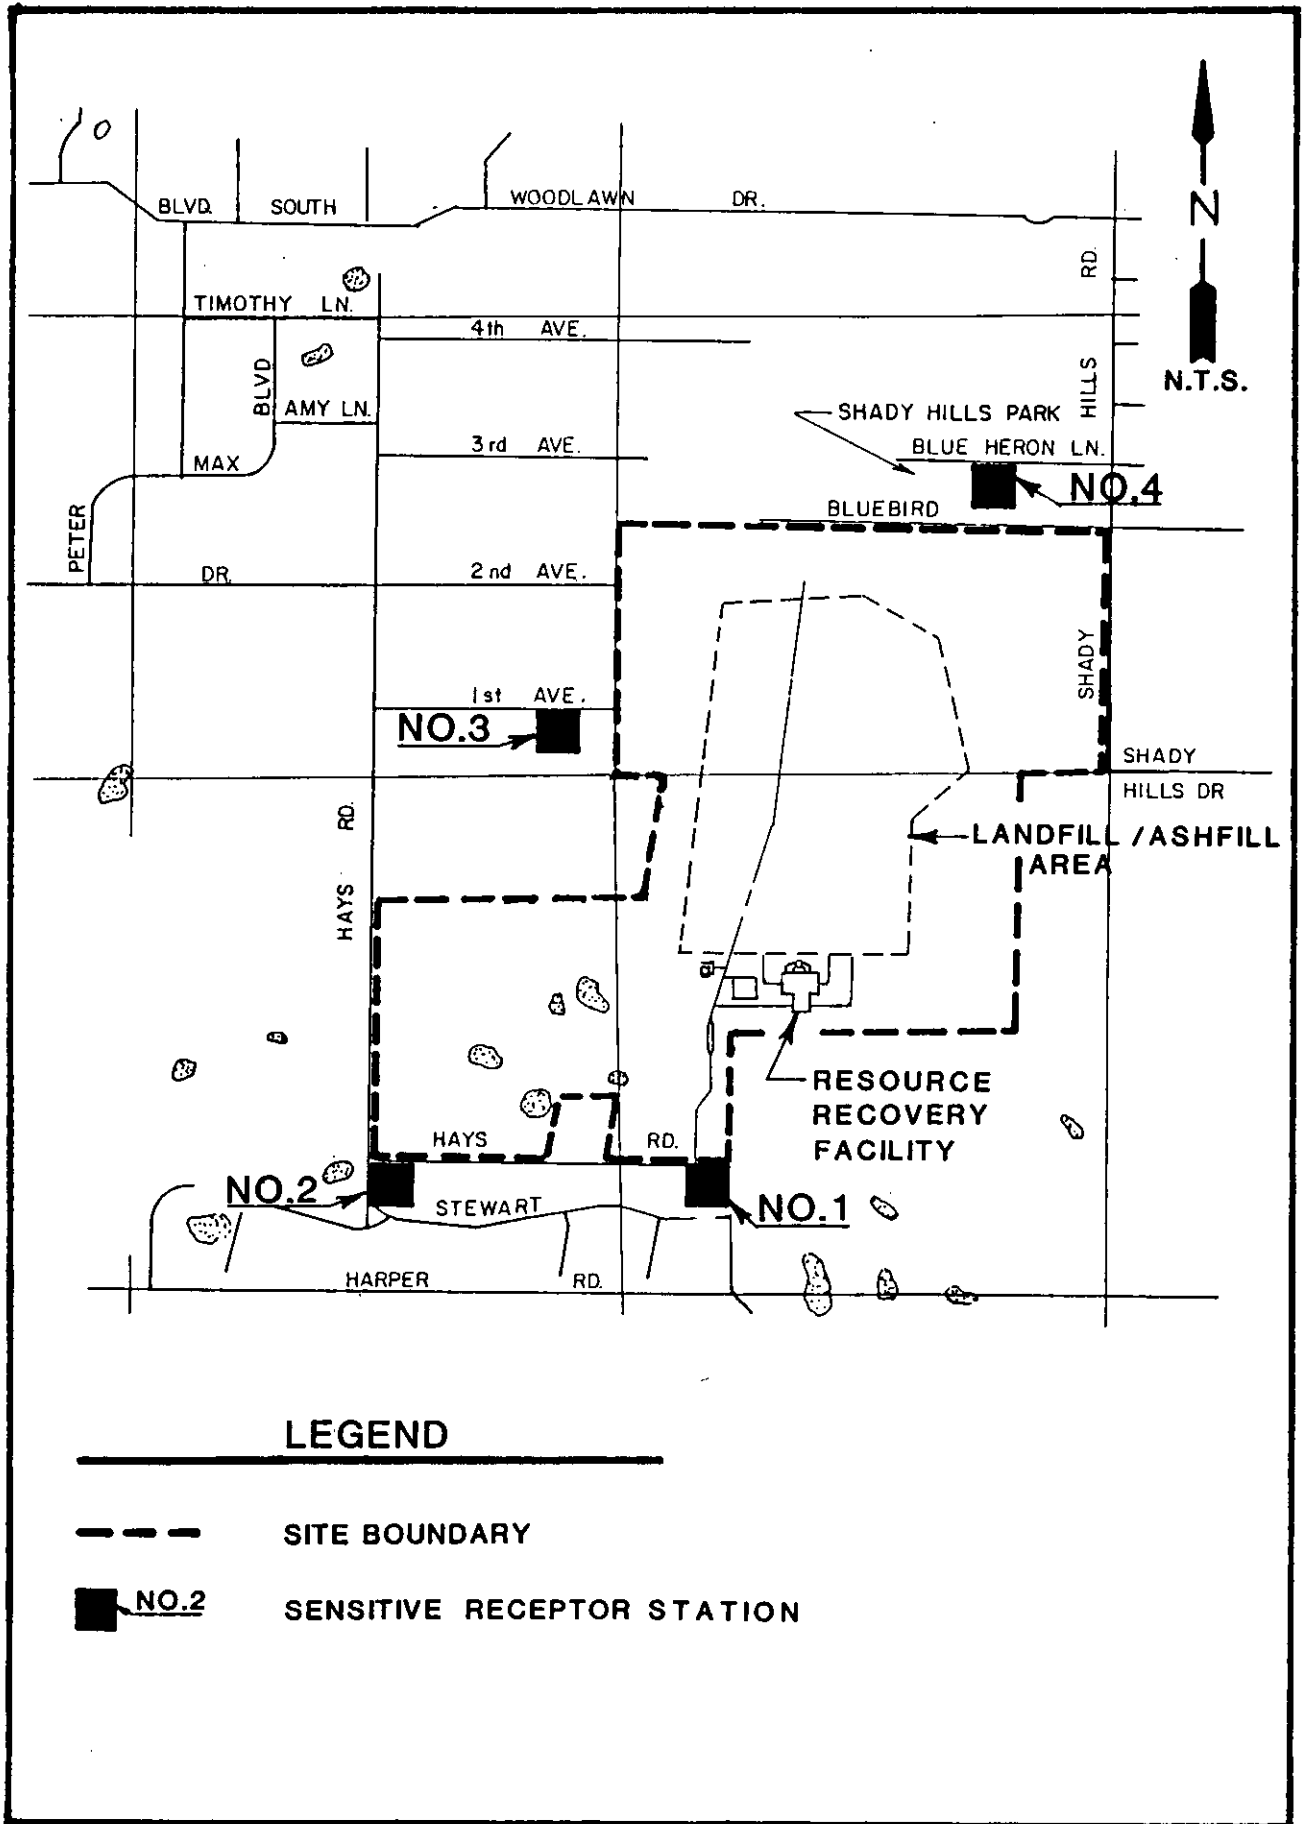 BLVD. SOUTH WOODLAWN DR.
N
N.T.S.
RD.
HILLS
TIMOTHY LN.
4th AVE.
BLVD
AMY LN.
SHADY HILLS PARK
3rd AVE.
BLUE HERON LN.
MAX
NO.4
BLUEBIRD
PETER
DR.
2nd AVE.
SHADY
1st AVE.
NO.3
SHADY
HILLS DR
HAYS RD.
LANDFILL / ASHFILL
AREA
RESOURCE
RECOVERY
FACILITY
HAYS RD.
NO.2
STEWART
NO.1
HARPER RD.
LEGEND
SITE BOUNDARY
NO.2
SENSITIVE RECEPTOR STATION